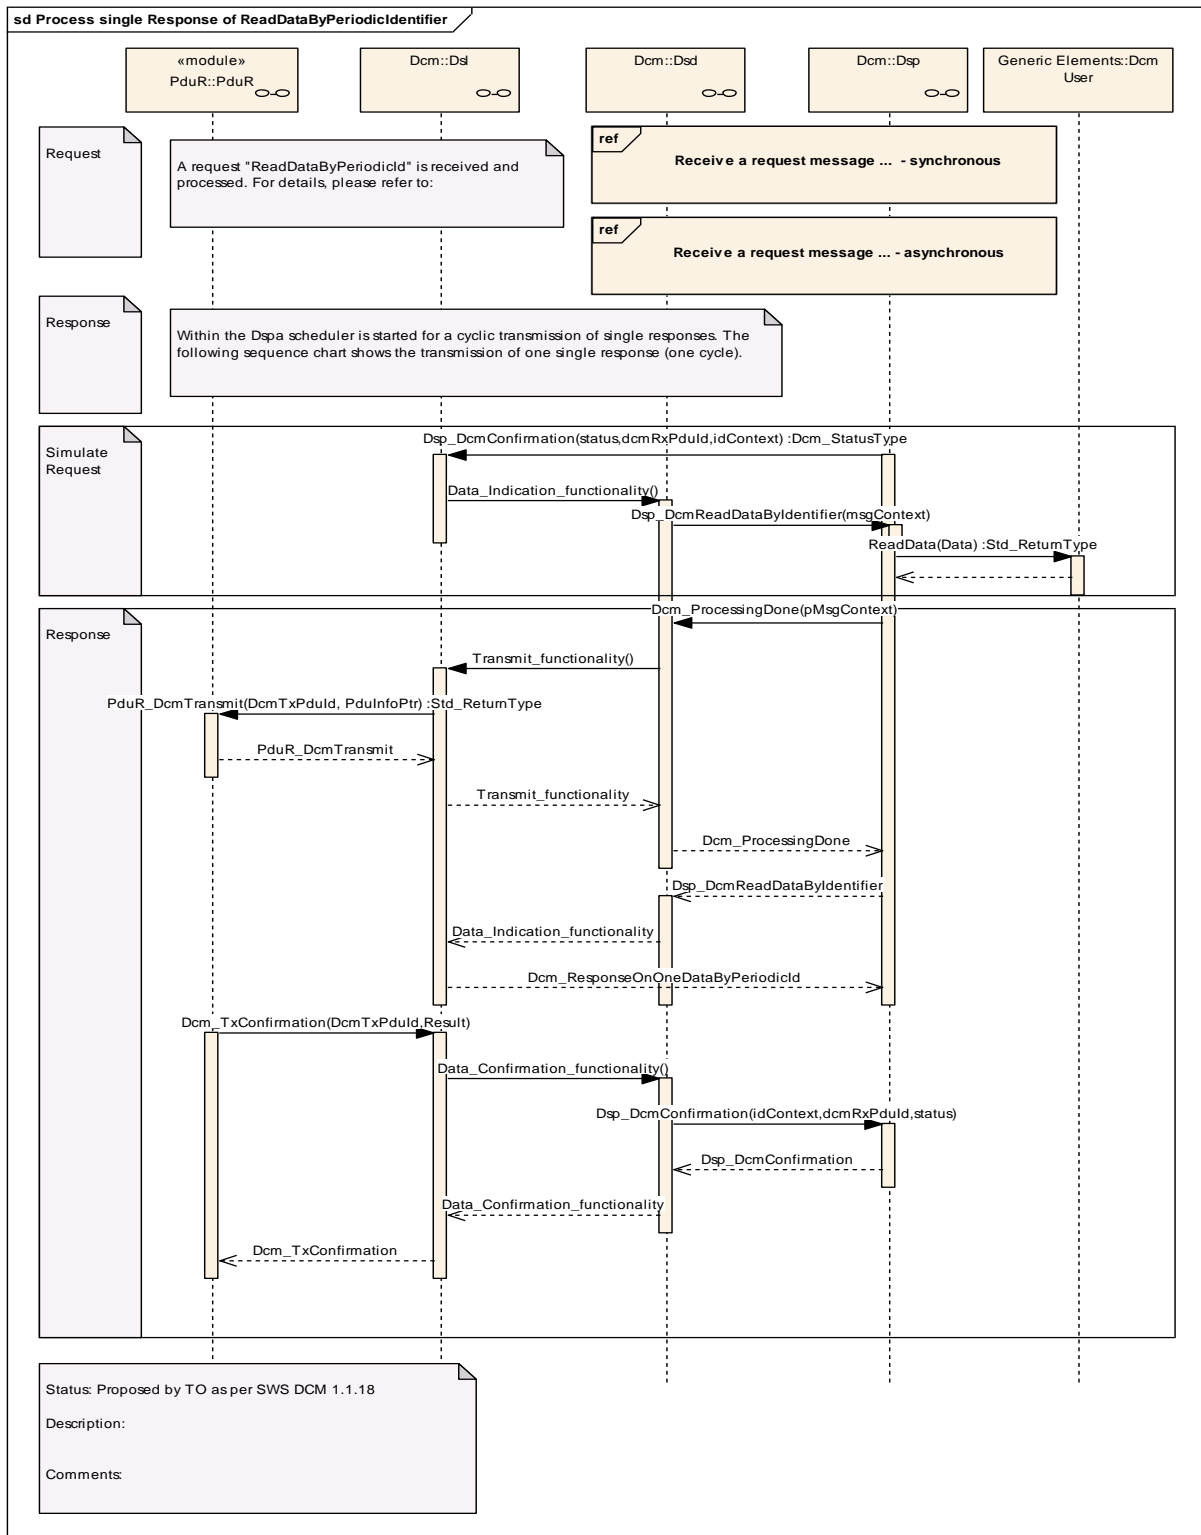 sd Process single Response of ReadDataByPeriodicIdentifier
«module»
PduR::PduR
Dcm::Dsl
Dcm::Dsd
Dcm::Dsp
Generic Elements::Dcm
User
Request
A request "ReadDataByPeriodicId" is received and
processed. For details, please refer to:
ref
Receive a request message ... - synchronous
ref
Receive a request message ... - asynchronous
Response
Within the Dspa scheduler is started for a cyclic transmission of single responses. The
following sequence chart shows the transmission of one single response (one cycle).
Simulate
Request
Dsp_DcmConfirmation(status,dcmRxPduId,idContext) :Dcm_StatusType
Data_Indication_functionality()
Dsp_DcmReadDataByIdentifier(msgContext)
ReadData(Data) :Std_ReturnType
Response
Dcm_ProcessingDone(pMsgContext)
Transmit_functionality()
PduR_DcmTransmit(DcmTxPduId, PduInfoPtr) :Std_ReturnType
PduR_DcmTransmit
Transmit_functionality
Dcm_ProcessingDone
Dsp_DcmReadDataByIdentifier
Data_Indication_functionality
Dcm_ResponseOnOneDataByPeriodicId
Dcm_TxConfirmation(DcmTxPduId,Result)
Data_Confirmation_functionality()
Dsp_DcmConfirmation(idContext,dcmRxPduId,status)
Dsp_DcmConfirmation
Data_Confirmation_functionality
Dcm_TxConfirmation
Status: Proposed by TO as per SWS DCM 1.1.18
Description:
Comments: